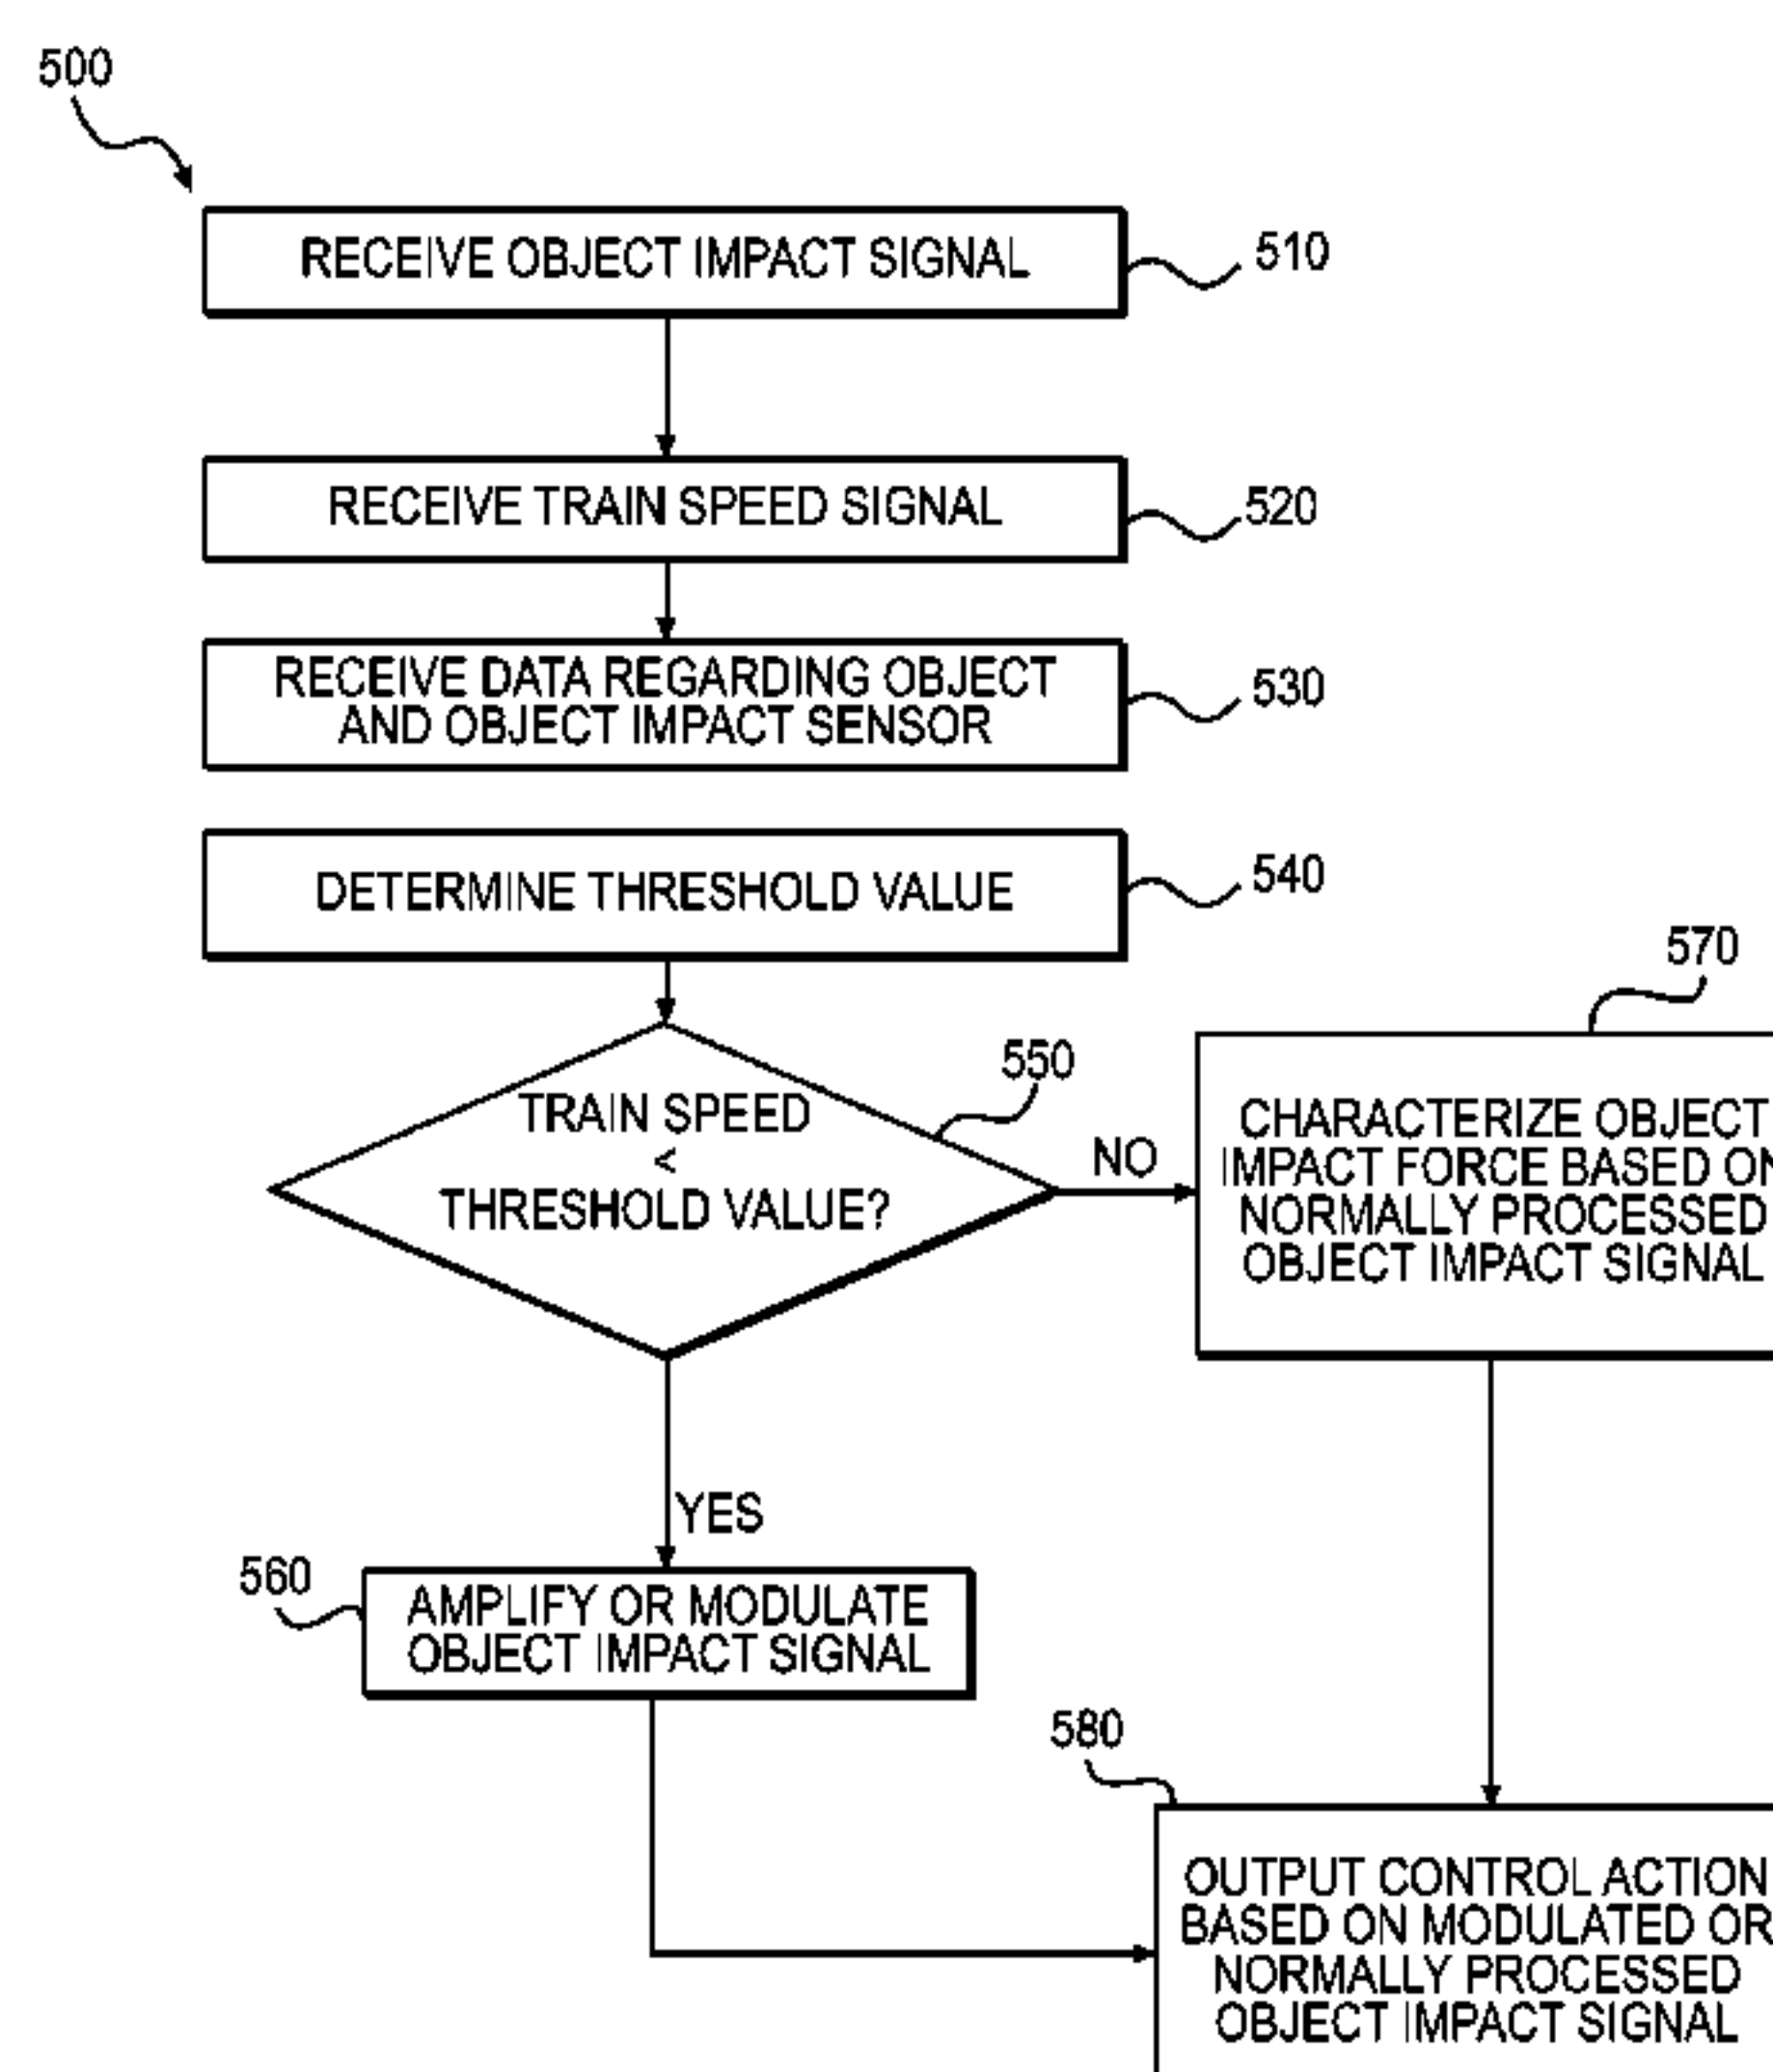 500
RECEIVE OBJECT IMPACT SIGNAL
510
RECEIVE TRAIN SPEED SIGNAL
520
RECEIVE DATA REGARDING OBJECT
AND OBJECT IMPACT SENSOR
530
DETERMINE THRESHOLD VALUE
540
TRAIN SPEED
<
THRESHOLD VALUE?
550
NO
570
CHARACTERIZE OBJECT
IMPACT FORCE BASED ON
NORMALLY PROCESSED
OBJECT IMPACT SIGNAL
YES
560
AMPLIFY OR MODULATE
OBJECT IMPACT SIGNAL
580
OUTPUT CONTROL ACTION
BASED ON MODULATED OR
NORMALLY PROCESSED
OBJECT IMPACT SIGNAL